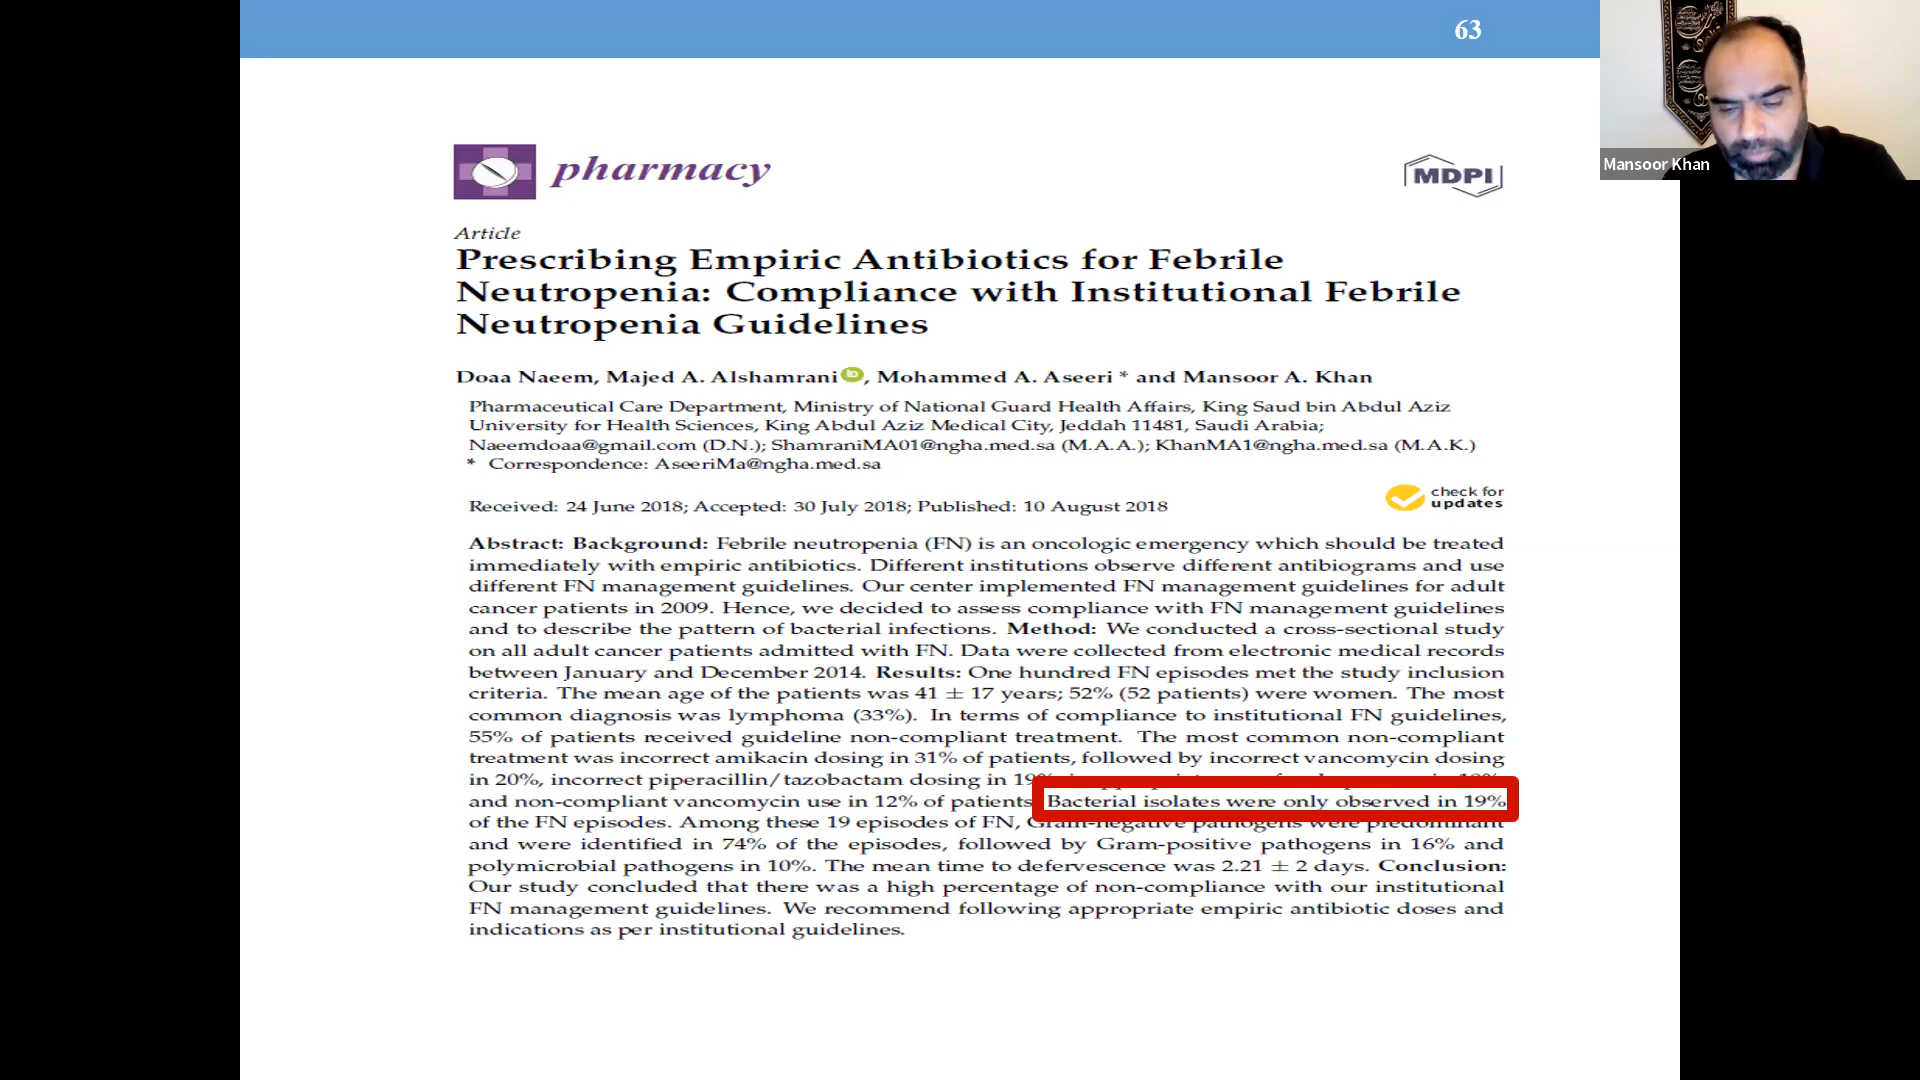 63
Mansoor Khan
pharmacy
MDPI
Article
Prescribing Empiric Antibiotics for Febrile
Neutropenia: Compliance with Institutional Febrile
Neutropenia Guidelines
Doaa Naeem, Majed A. Alshamrani iD, Mohammed A. Aseeri * and Mansoor A. Khan
Pharmaceutical Care Department, Ministry of National Guard Health Affairs, King Saud bin Abdul Aziz
University for Health Sciences, King Abdul Aziz Medical City, Jeddah 11481, Saudi Arabia;
Naeemdoaa@gmail.com (D.N.); ShamraniMA01@ngha.med.sa (M.A.A.); KhanMA1@ngha.med.sa (M.A.K.)
* Correspondence: AseeriMa@ngha.med.sa
Received: 24 June 2018; Accepted: 30 July 2018; Published: 10 August 2018
check for
updates
Abstract: Background: Febrile neutropenia (FN) is an oncologic emergency which should be treated
immediately with empiric antibiotics. Different institutions observe different antibiograms and use
different FN management guidelines. Our center implemented FN management guidelines for adult
cancer patients in 2009. Hence, we decided to assess compliance with FN management guidelines
and to describe the pattern of bacterial infections. Method: We conducted a cross-sectional study
on all adult cancer patients admitted with FN. Data were collected from electronic medical records
between January and December 2014. Results: One hundred FN episodes met the study inclusion
criteria. The mean age of the patients was 41 ± 17 years; 52% (52 patients) were women. The most
common diagnosis was lymphoma (33%). In terms of compliance to institutional FN guidelines,
55% of patients received guideline non-compliant treatment. The most common non-compliant
treatment was incorrect amikacin dosing in 31% of patients, followed by incorrect vancomycin dosing
in 20%, incorrect piperacillin/tazobactam dosing in 19%
and non-compliant vancomycin use in 12% of patients. Bacterial isolates were only observed in 19%
of the FN episodes. Among these 19 episodes of FN, Gram-negative pathogens were predominant
and were identified in 74% of the episodes, followed by Gram-positive pathogens in 16% and
polymicrobial pathogens in 10%. The mean time to defervescence was 2.21 ± 2 days. Conclusion:
Our study concluded that there was a high percentage of non-compliance with our institutional
FN management guidelines. We recommend following appropriate empiric antibiotic doses and
indications as per institutional guidelines.